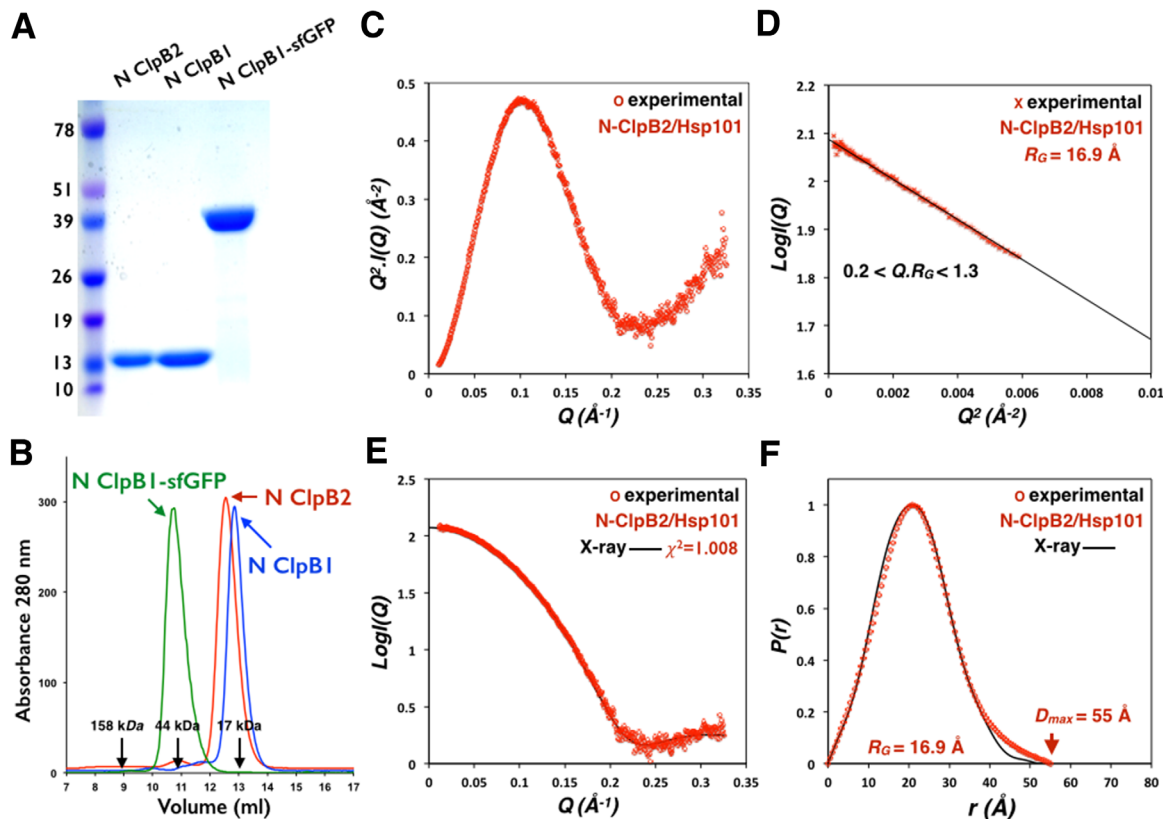 A
N ClpB2
N ClpB1
N ClpB1-sfGFP
78
51
39
26
19
13
10
B
N ClpB1-sfGFP
N ClpB2
N ClpB1
300
200
100
0
Absorbance 280 nm
158 kDa
44 kDa
17 kDa
7 8 9 10 11 12 13 14 15 16 17
Volume (ml)
C
o experimental
N-ClpB2/Hsp101
0.5
0.4
0.3
0.2
0.1
0
Q².I(Q) (Å⁻²)
0 0.05 0.1 0.15 0.2 0.25 0.3 0.35
Q (Å⁻¹)
D
x experimental
N-ClpB2/Hsp101
R_G = 16.9 Å
2.2
2.1
2
1.9
1.8
1.7
1.6
LogI(Q)
0.2 < Q.R_G < 1.3
0 0.002 0.004 0.006 0.008 0.01
Q² (Å⁻²)
E
o experimental
N-ClpB2/Hsp101
X-ray χ²=1.008
2.5
2
1.5
1
0.5
0
LogI(Q)
0 0.05 0.1 0.15 0.2 0.25 0.3 0.35
Q (Å⁻¹)
F
o experimental
N-ClpB2/Hsp101
X-ray
1
0.8
0.6
0.4
0.2
0
P(r)
D_max = 55 Å
R_G = 16.9 Å
0 10 20 30 40 50 60 70 80
r (Å)